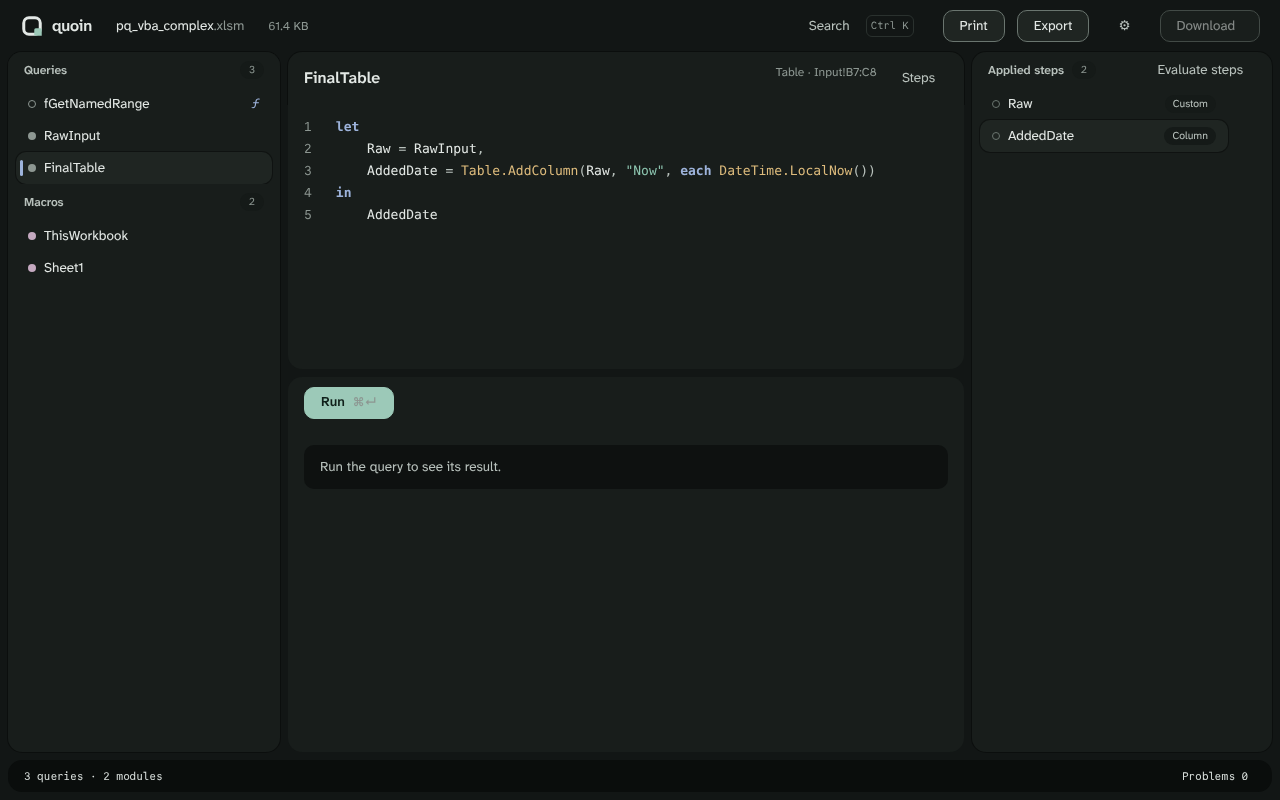 quoin pq_vba_complex.xlsm 61.4 KB Search Ctrl K Print Export ⚙ Download
Queries 3
fGetNamedRange ƒ
RawInput
FinalTable
Macros 2
ThisWorkbook
Sheet1
FinalTable Table · Input!B7:C8 Steps
1 let
2 Raw = RawInput,
3 AddedDate = Table.AddColumn(Raw, "Now", each DateTime.LocalNow())
4 in
5 AddedDate
Run ⌘↵
Run the query to see its result.
Applied steps 2 Evaluate steps
Raw Custom
AddedDate Column
3 queries · 2 modules Problems 0